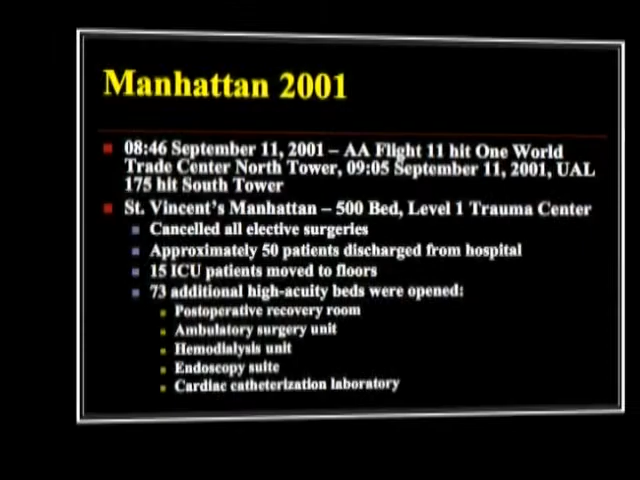 Manhattan 2001
08:46 September 11, 2001 – AA Flight 11 hit One World
Trade Center North Tower, 09:05 September 11, 2001, UAL
175 hit South Tower
St. Vincent's Manhattan – 500 Bed, Level 1 Trauma Center
Cancelled all elective surgeries
Approximately 50 patients discharged from hospital
15 ICU patients moved to floors
73 additional high-acuity beds were opened:
Postoperative recovery room
Ambulatory surgery unit
Hemodialysis unit
Endoscopy suite
Cardiac catheterization laboratory